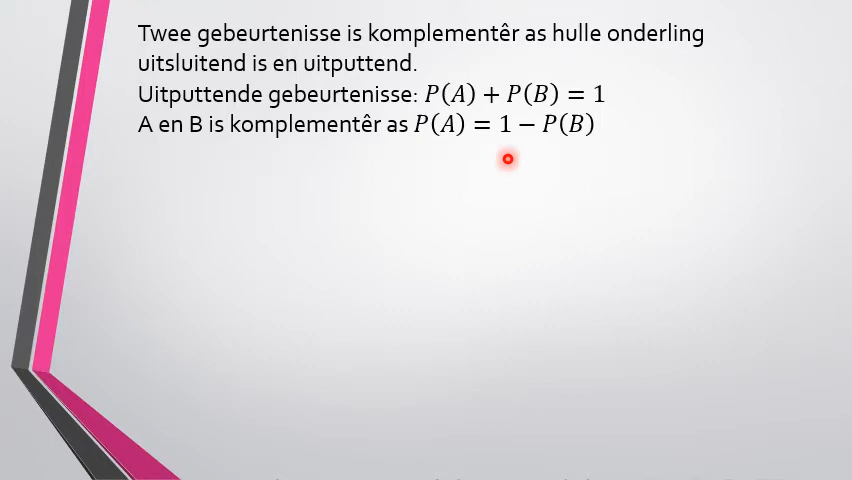 Twee gebeurtenisse is komplementêr as hulle onderling
uitsluitend is en uitputtend.
Uitputtende gebeurtenisse: P(A) + P(B) = 1
A en B is komplementêr as P(A) = 1 − P(B)